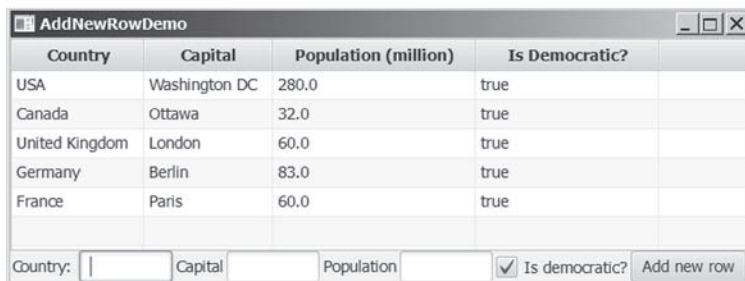 AddNewRowDemo
Country Capital Population (million) Is Democratic?
USA Washington DC 280.0 true
Canada Ottawa 32.0 true
United Kingdom London 60.0 true
Germany Berlin 83.0 true
France Paris 60.0 true
Country: Capital Population Is democratic? Add new row